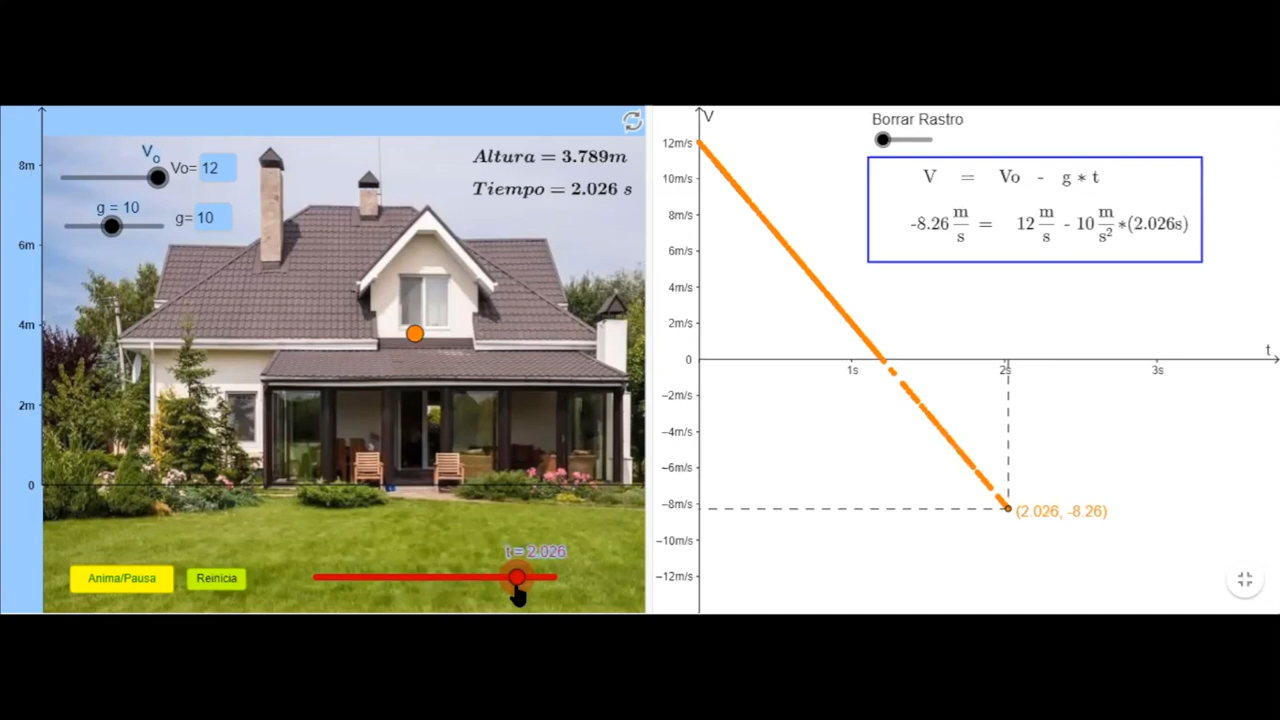 V₀
Vo= 12
g = 10
g= 10
Altura = 3.789m
Tiempo = 2.026 s
8m
6m
4m
2m
0
t = 2.026
Anima/Pausa
Reinicia
V
Borrar Rastro
V = Vo - g * t
-8.26 m/s = 12 m/s - 10 m/s² *(2.026s)
12m/s
10m/s
8m/s
6m/s
4m/s
2m/s
0
−2m/s
−4m/s
−6m/s
−8m/s
−10m/s
−12m/s
1s
2s
3s
t
(2.026, -8.26)